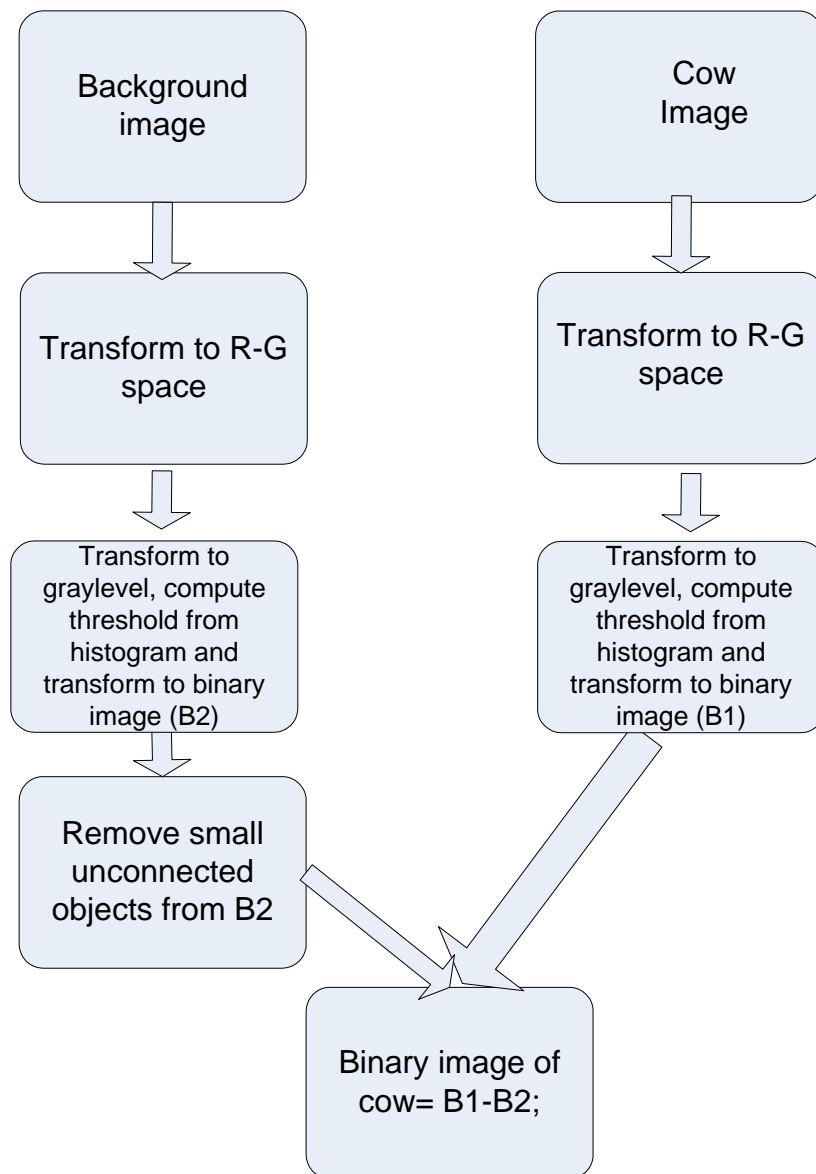 Background
image
Cow
Image
Transform to R-G
space
Transform to R-G
space
Transform to
graylevel, compute
threshold from
histogram and
transform to binary
image (B2)
Transform to
graylevel, compute
threshold from
histogram and
transform to binary
image (B1)
Remove small
unconnected
objects from B2
Binary image of
cow= B1-B2;